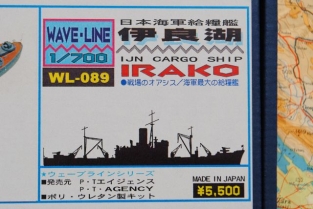 WAVE・LINE
1/700
WL-089
日本海軍給糧艦
伊良湖
IJN CARGO SHIP
IRAKO
●戦場のオアシス／海軍最大の給糧艦
★ウェーブラインシリーズ
■発売元 P・Tエイジェンス
P・T・AGENCY
■ポリ・ウレタン製キット
MADE IN JAPAN
¥5,500